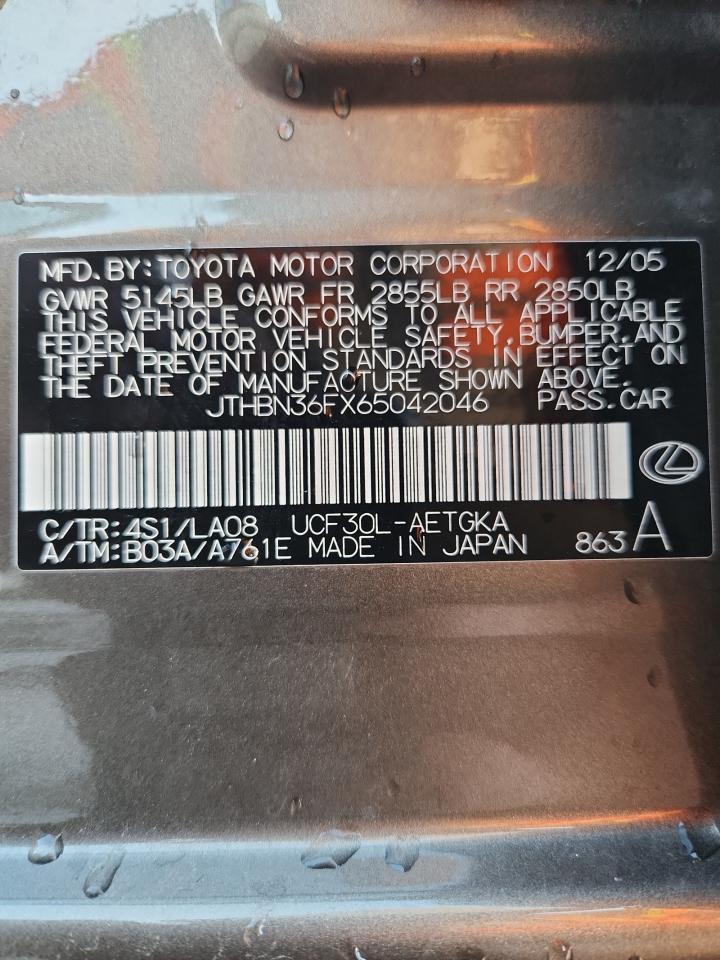 MFD.BY:TOYOTA MOTOR CORPORATION 12/05
GVWR 5145LB GAWR FR 2855LB RR 2850LB
THIS VEHICLE CONFORMS TO ALL APPLICABLE
FEDERAL MOTOR VEHICLE SAFETY,BUMPER,AND
THEFT PREVENTION STANDARDS IN EFFECT ON
THE DATE OF MANUFACTURE SHOWN ABOVE.
JTHBN36FX65042046 PASS.CAR
C/TR:4S1/LA08 UCF30L-AETGKA
A/TM:B03A/A761E MADE IN JAPAN 863A